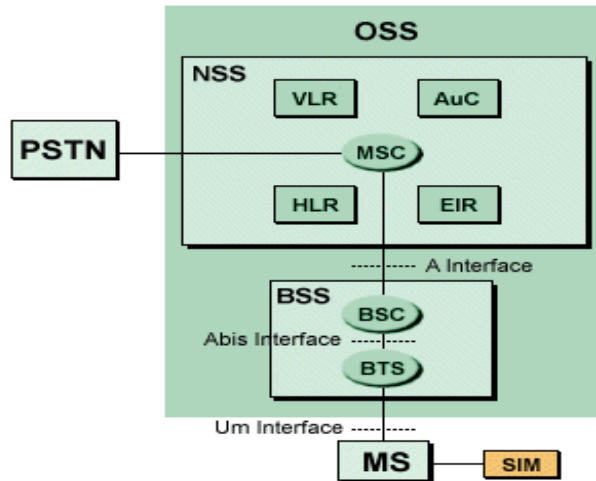 OSS
NSS
VLR
AuC
PSTN
MSC
HLR
EIR
A Interface
BSS
BSC
Abis Interface
BTS
Um Interface
MS
SIM